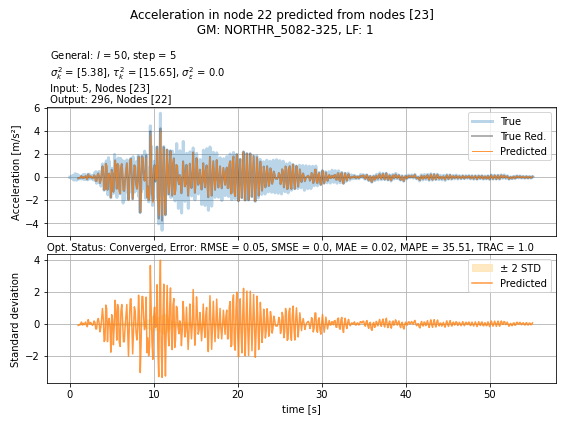 Acceleration in node 22 predicted from nodes [23]
GM: NORTHR_5082-325, LF: 1
General: l = 50, step = 5
σ²ₖ = [5.38], τ²ₖ = [15.65], σ²ε = 0.0
Input: 5, Nodes [23]
Output: 296, Nodes [22]
6
4
2
0
−2
−4
Acceleration [m/s²]
True
True Red.
Predicted
Opt. Status: Converged, Error: RMSE = 0.05, SMSE = 0.0, MAE = 0.02, MAPE = 35.51, TRAC = 1.0
4
2
0
−2
Standard deviation
± 2 STD
Predicted
0 10 20 30 40 50
time [s]